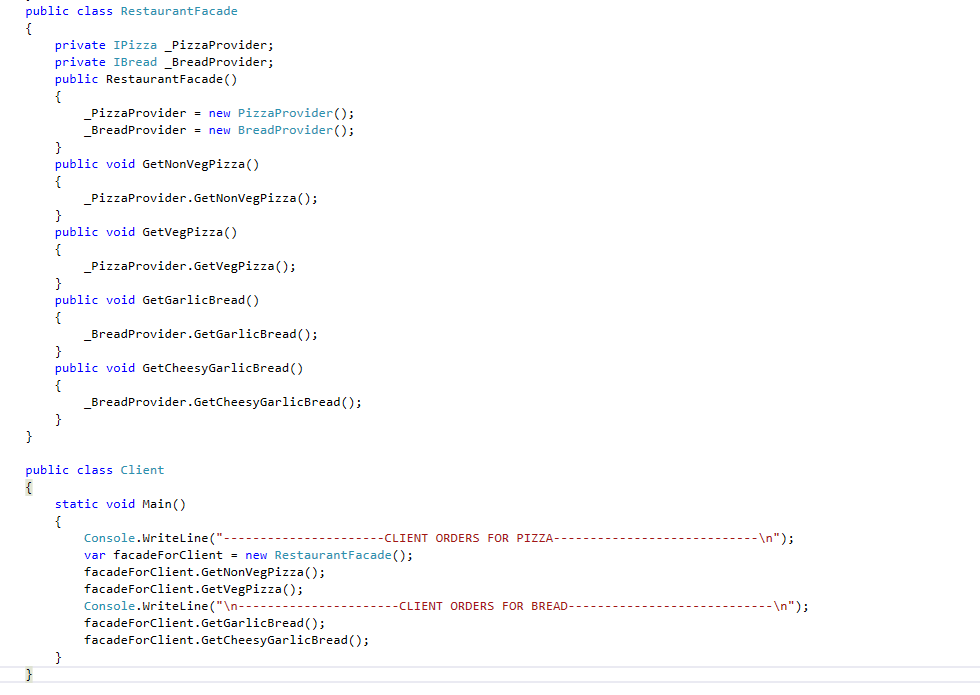 public class RestaurantFacade
{
    private IPizza _PizzaProvider;
    private IBread _BreadProvider;
    public RestaurantFacade()
    {
        _PizzaProvider = new PizzaProvider();
        _BreadProvider = new BreadProvider();
    }
    public void GetNonVegPizza()
    {
        _PizzaProvider.GetNonVegPizza();
    }
    public void GetVegPizza()
    {
        _PizzaProvider.GetVegPizza();
    }
    public void GetGarlicBread()
    {
        _BreadProvider.GetGarlicBread();
    }
    public void GetCheesyGarlicBread()
    {
        _BreadProvider.GetCheesyGarlicBread();
    }
}

public class Client
{
    static void Main()
    {
        Console.WriteLine("----------------------CLIENT ORDERS FOR PIZZA----------------------------\n");
        var facadeForClient = new RestaurantFacade();
        facadeForClient.GetNonVegPizza();
        facadeForClient.GetVegPizza();
        Console.WriteLine("\n----------------------CLIENT ORDERS FOR BREAD----------------------------\n");
        facadeForClient.GetGarlicBread();
        facadeForClient.GetCheesyGarlicBread();
    }
}